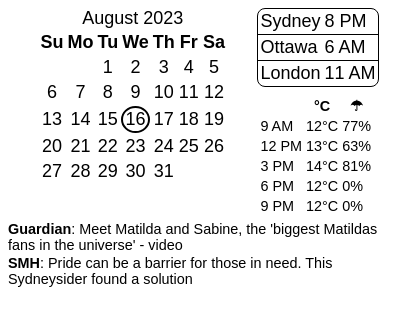 August 2023
Su Mo Tu We Th Fr Sa
1 2 3 4 5
6 7 8 9 10 11 12
13 14 15 16 17 18 19
20 21 22 23 24 25 26
27 28 29 30 31
Sydney 8 PM
Ottawa 6 AM
London 11 AM
°C ☂
9 AM 12°C 77%
12 PM 13°C 63%
3 PM 14°C 81%
6 PM 12°C 0%
9 PM 12°C 0%
Guardian: Meet Matilda and Sabine, the 'biggest Matildas
fans in the universe' - video
SMH: Pride can be a barrier for those in need. This
Sydneysider found a solution